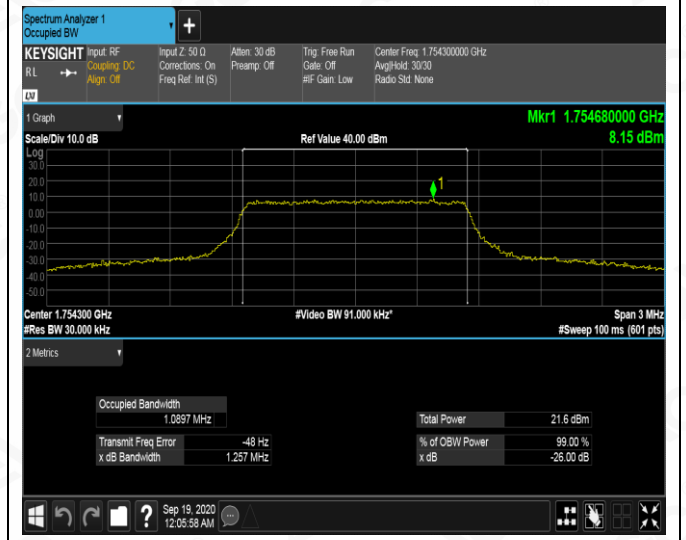 Spectrum Analyzer 1
Occupied BW
+
KEYSIGHT
RL
LXI
Input: RF
Coupling: DC
Align: Off
Input Z: 50 Ω
Corrections: On
Freq Ref: Int (S)
Atten: 30 dB
Preamp: Off
Trig: Free Run
Gate: Off
#IF Gain: Low
Center Freq: 1.754300000 GHz
Avg|Hold: 30/30
Radio Std: None
1 Graph
Mkr1 1.754680000 GHz
8.15 dBm
Scale/Div 10.0 dB
Ref Value 40.00 dBm
Log
30.0
20.0
10.0
0.00
-10.0
-20.0
-30.0
-40.0
-50.0
1
Center 1.754300 GHz
#Video BW 91.000 kHz*
Span 3 MHz
#Res BW 30.000 kHz
#Sweep 100 ms (601 pts)
2 Metrics
Occupied Bandwidth
1.0897 MHz
Total Power 21.6 dBm
Transmit Freq Error -48 Hz
% of OBW Power 99.00 %
x dB Bandwidth 1.257 MHz
x dB -26.00 dB
?
Sep 19, 2020
12:05:58 AM